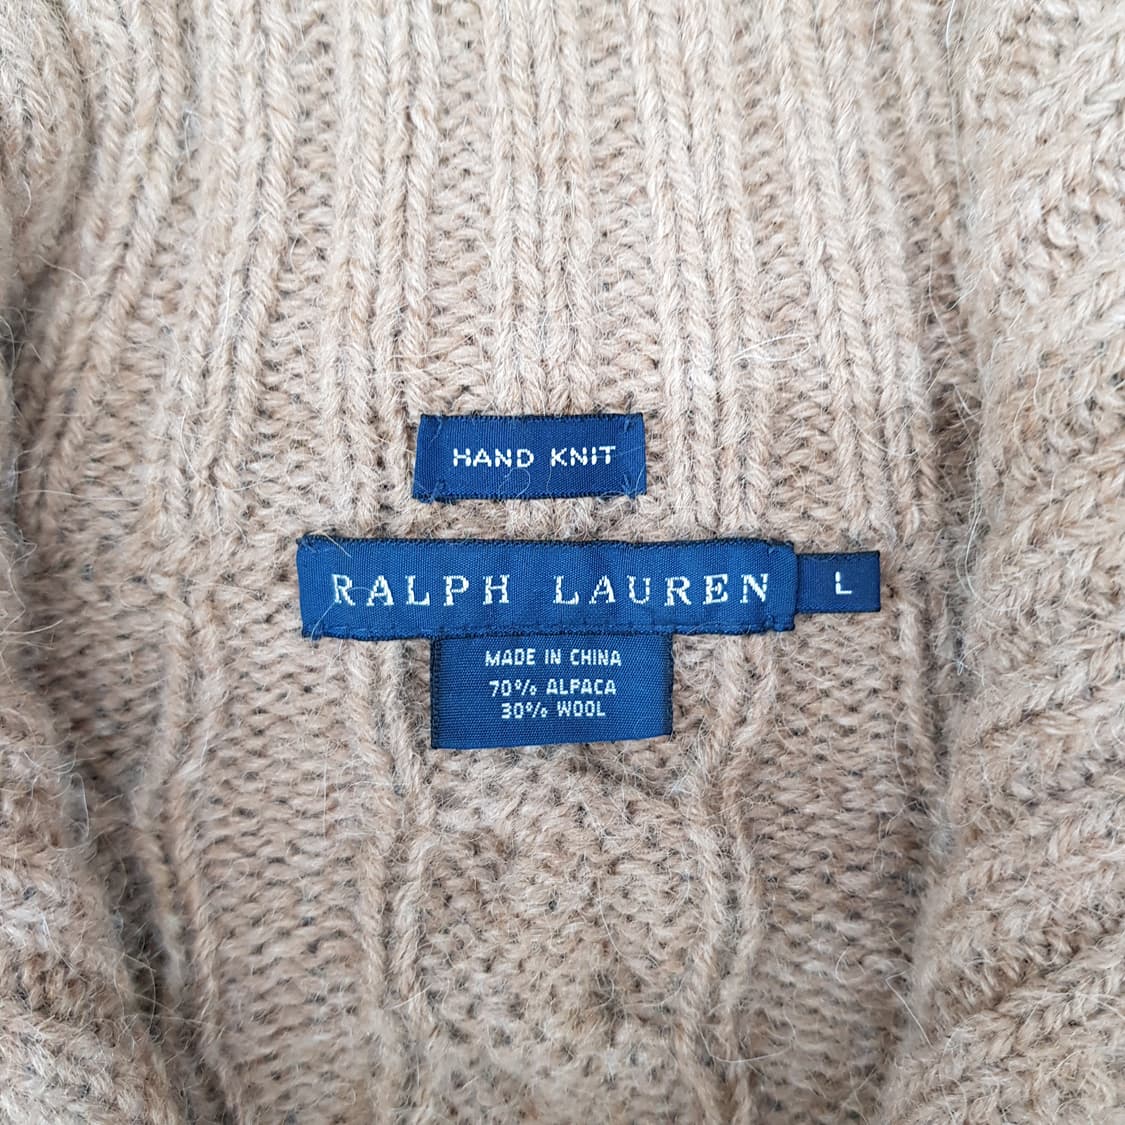 HAND KNIT
RALPH LAUREN
L
MADE IN CHINA
70% ALPACA
30% WOOL